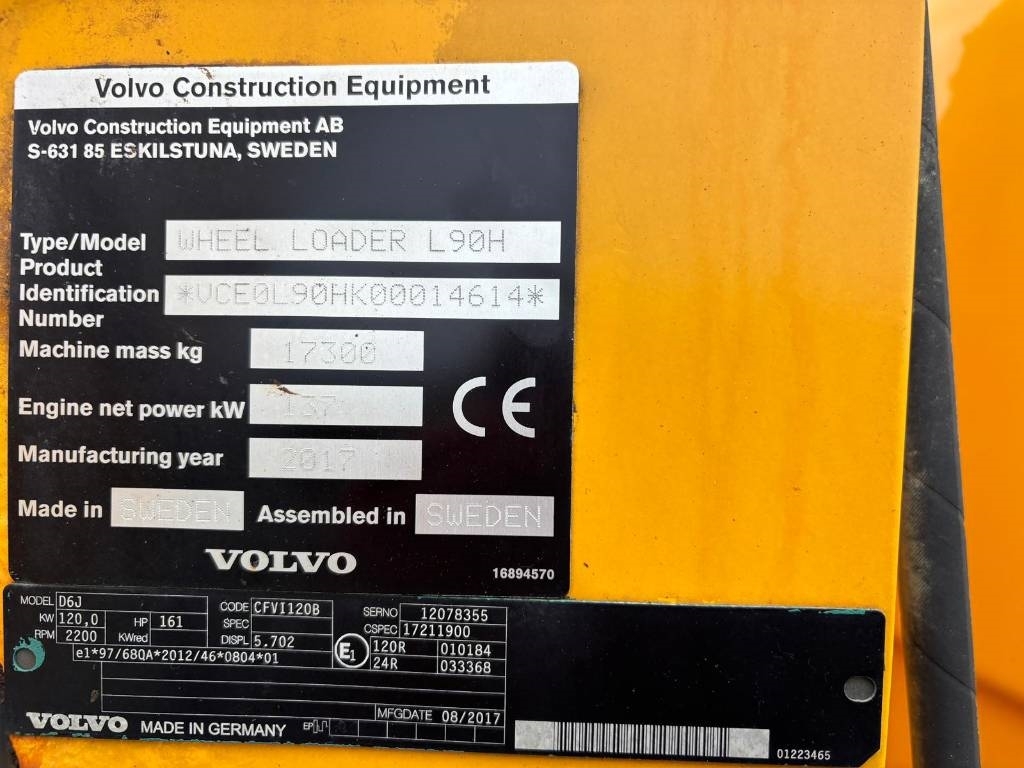 Volvo Construction Equipment
Volvo Construction Equipment AB
S-631 85 ESKILSTUNA, SWEDEN
Type/Model WHEEL LOADER L90H
Product
Identification *VCE0L90HK00014614*
Number
Machine mass kg 17300
Engine net power kW 137
Manufacturing year 2017
CE
Made in SWEDEN Assembled in SWEDEN
VOLVO
16894570
MODEL D6J CODE CFVI120B SERNO 12078355
KW 120,0 HP 161 SPEC CSPEC 17211900
RPM 2200 KWred DISPL 5.702 E1 120R 010184
e1*97/68QA*2012/46*0804*01 24R 033368
MFGDATE 08/2017
VOLVO MADE IN GERMANY EP
01223465